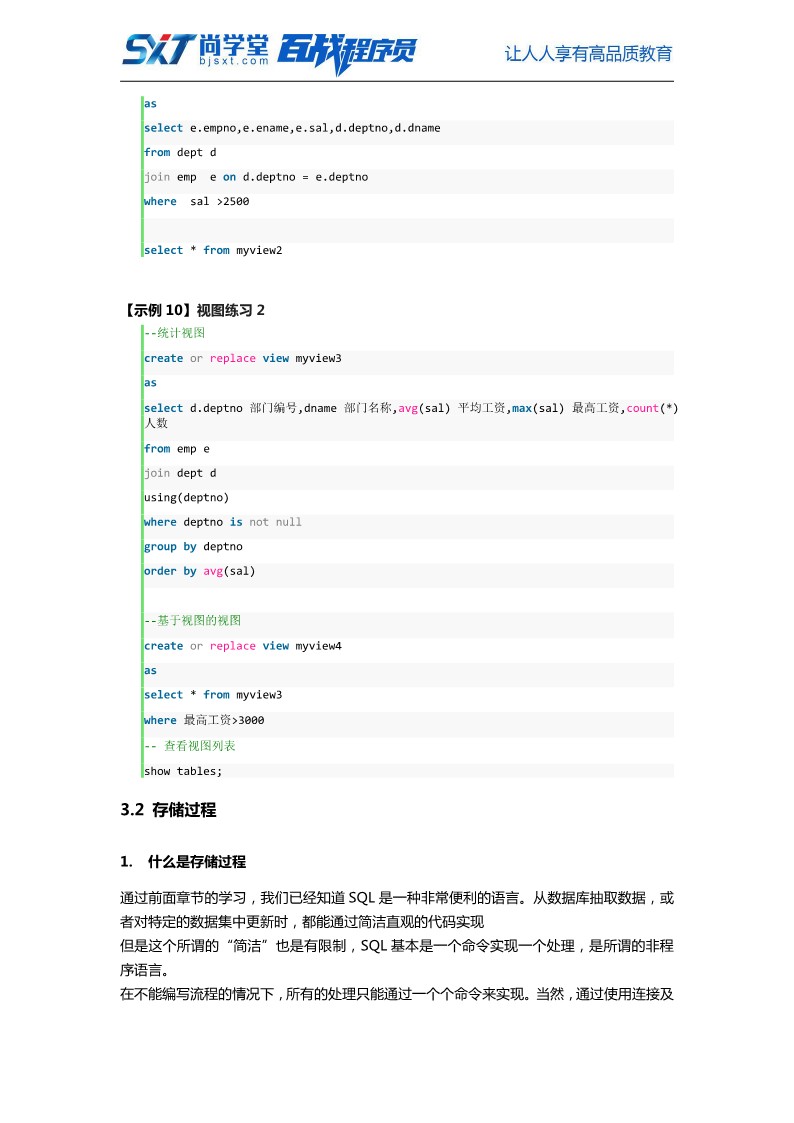 SXT 尚学堂 百战程序员 让人人享有高品质教育
bjsxt.com
as
select e.empno,e.ename,e.sal,d.deptno,d.dname
from dept d
join emp  e on d.deptno = e.deptno
where  sal >2500
select * from myview2
【示例 10】视图练习 2
--统计视图
create or replace view myview3
as
select d.deptno 部门编号,dname 部门名称,avg(sal) 平均工资,max(sal) 最高工资,count(*)
人数
from emp e
join dept d
using(deptno)
where deptno is not null
group by deptno
order by avg(sal)
--基于视图的视图
create or replace view myview4
as
select * from myview3
where 最高工资>3000
-- 查看视图列表
show tables;
3.2 存储过程
1. 什么是存储过程
通过前面章节的学习，我们已经知道 SQL 是一种非常便利的语言。从数据库抽取数据，或
者对特定的数据集中更新时，都能通过简洁直观的代码实现
但是这个所谓的“简洁”也是有限制，SQL 基本是一个命令实现一个处理，是所谓的非程
序语言。
在不能编写流程的情况下，所有的处理只能通过一个个命令来实现。当然，通过使用连接及